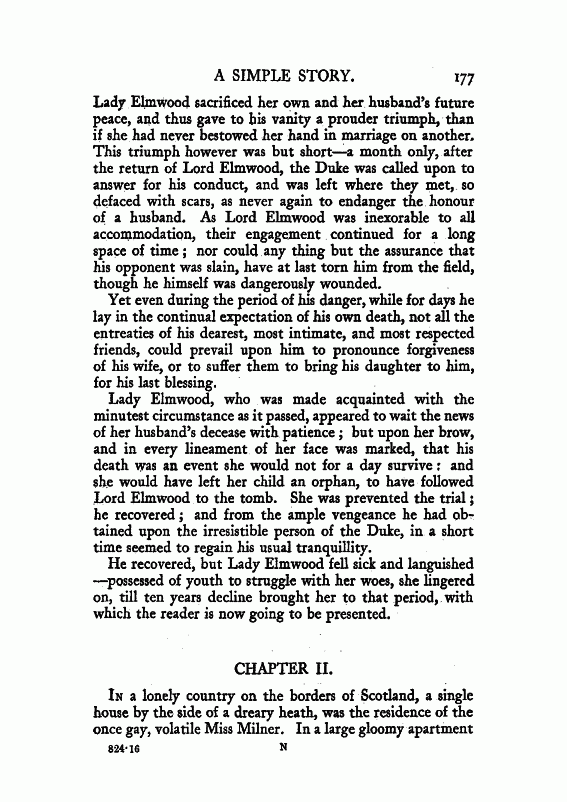 A SIMPLE STORY. 177
Lady Elmwood sacrificed her own and her husband's future
peace, and thus gave to his vanity a prouder triumph, than
if she had never bestowed her hand in marriage on another.
This triumph however was but short—a month only, after
the return of Lord Elmwood, the Duke was called upon to
answer for his conduct, and was left where they met, so
defaced with scars, as never again to endanger the honour
of a husband. As Lord Elmwood was inexorable to all
accommodation, their engagement continued for a long
space of time; nor could any thing but the assurance that
his opponent was slain, have at last torn him from the field,
though he himself was dangerously wounded.
Yet even during the period of his danger, while for days he
lay in the continual expectation of his own death, not all the
entreaties of his dearest, most intimate, and most respected
friends, could prevail upon him to pronounce forgiveness
of his wife, or to suffer them to bring his daughter to him,
for his last blessing.
Lady Elmwood, who was made acquainted with the
minutest circumstance as it passed, appeared to wait the news
of her husband's decease with patience; but upon her brow,
and in every lineament of her face was marked, that his
death was an event she would not for a day survive: and
she would have left her child an orphan, to have followed
Lord Elmwood to the tomb. She was prevented the trial;
he recovered; and from the ample vengeance he had ob-
tained upon the irresistible person of the Duke, in a short
time seemed to regain his usual tranquillity.
He recovered, but Lady Elmwood fell sick and languished
—possessed of youth to struggle with her woes, she lingered
on, till ten years decline brought her to that period, with
which the reader is now going to be presented.
CHAPTER II.
In a lonely country on the borders of Scotland, a single
house by the side of a dreary heath, was the residence of the
once gay, volatile Miss Milner. In a large gloomy apartment
824·16 N